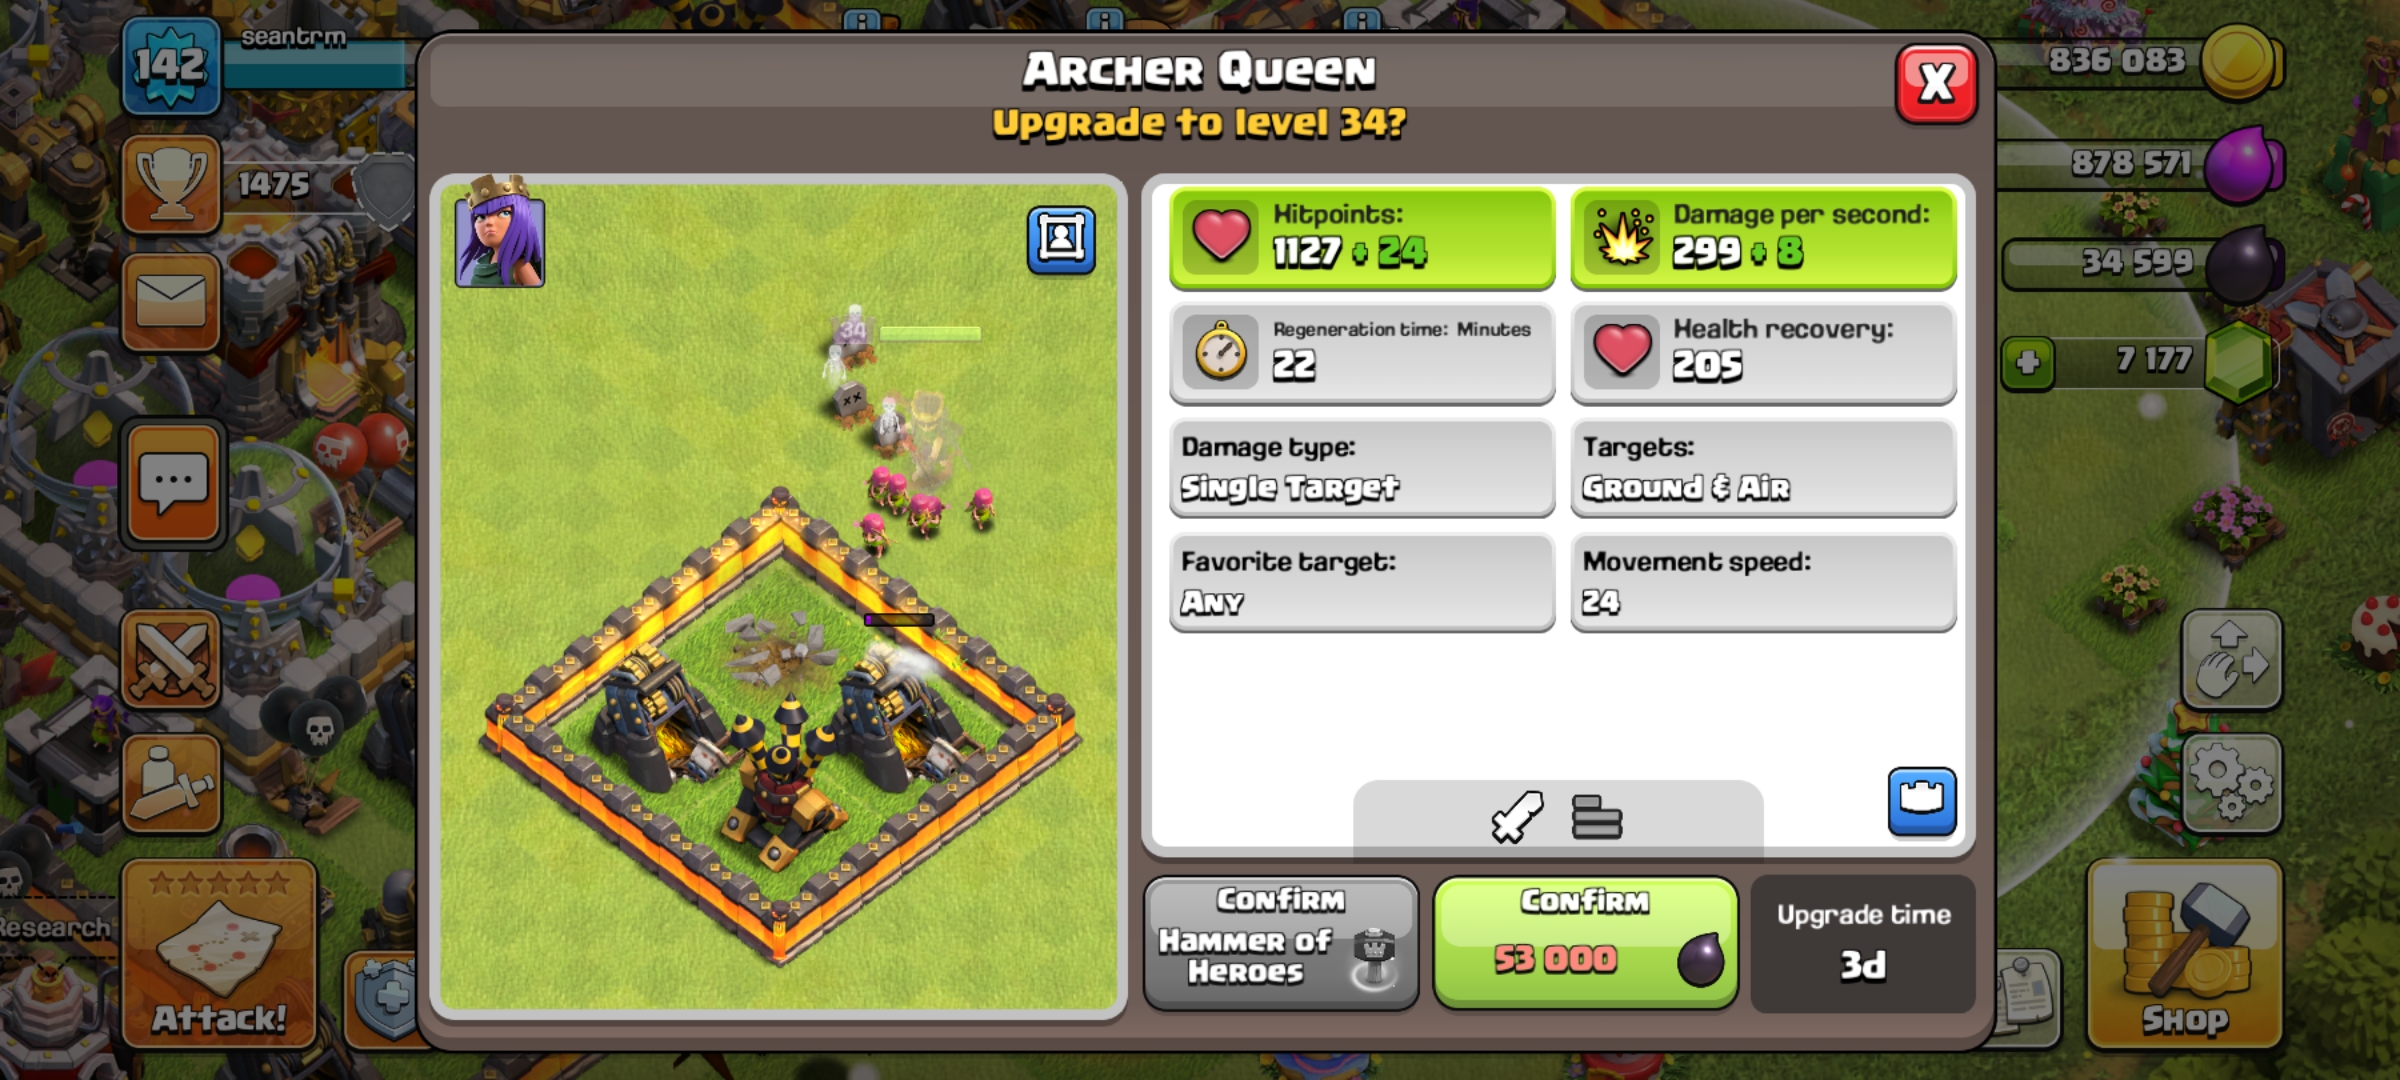 142
seantrm
1475
Archer Queen
Upgrade to level 34?
X
836 083
878 571
34 599
7 177
34
Hitpoints:
1127 + 24
Damage per second:
299 + 8
Regeneration time: Minutes
22
Health recovery:
205
Damage type:
Single Target
Targets:
Ground & Air
Favorite target:
Any
Movement speed:
24
Confirm
Hammer of
Heroes
Confirm
53 000
Upgrade time
3d
Research
Attack!
Shop